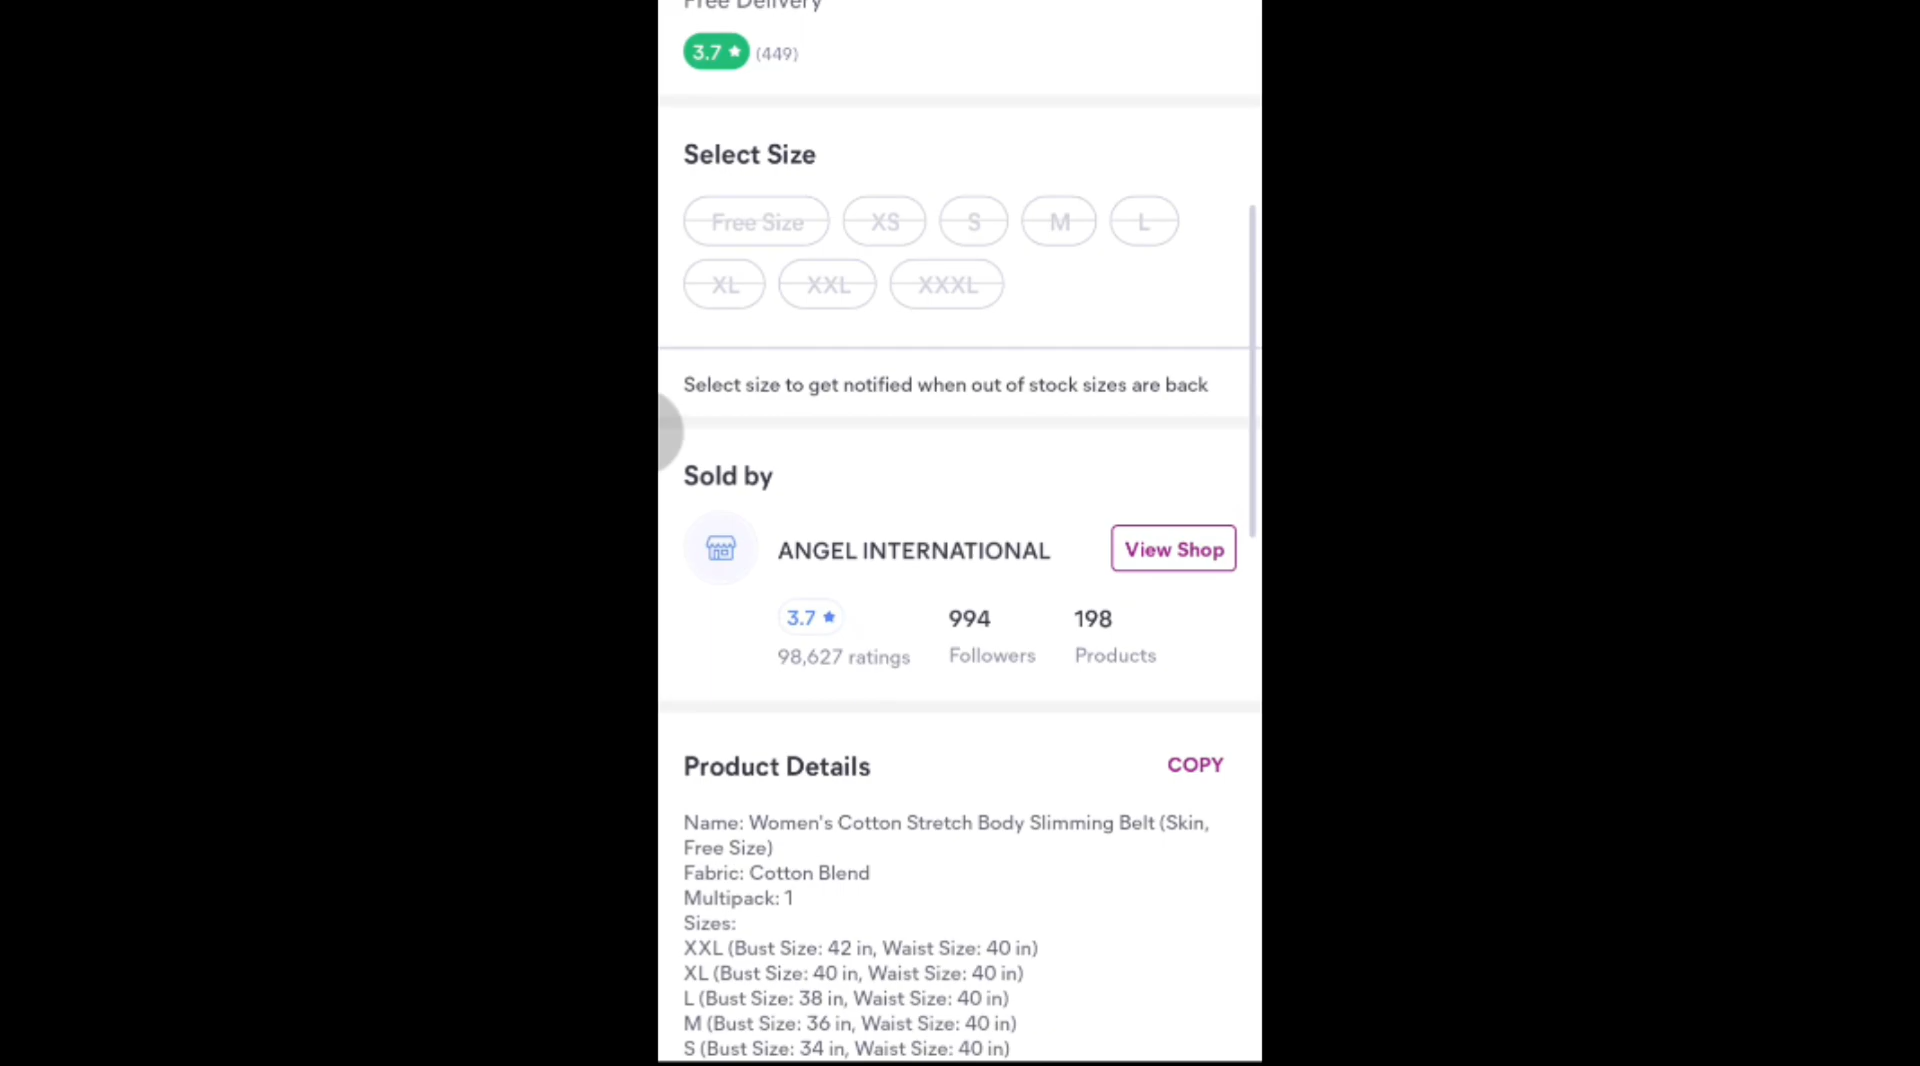 Free Delivery
3.7 ★ (449)
Select Size
Free Size XS S M L
XL XXL XXXL
Select size to get notified when out of stock sizes are back
Sold by
ANGEL INTERNATIONAL View Shop
3.7 ★ 994 198
98,627 ratings Followers Products
Product Details COPY
Name: Women's Cotton Stretch Body Slimming Belt (Skin,
Free Size)
Fabric: Cotton Blend
Multipack: 1
Sizes:
XXL (Bust Size: 42 in, Waist Size: 40 in)
XL (Bust Size: 40 in, Waist Size: 40 in)
L (Bust Size: 38 in, Waist Size: 40 in)
M (Bust Size: 36 in, Waist Size: 40 in)
S (Bust Size: 34 in, Waist Size: 40 in)